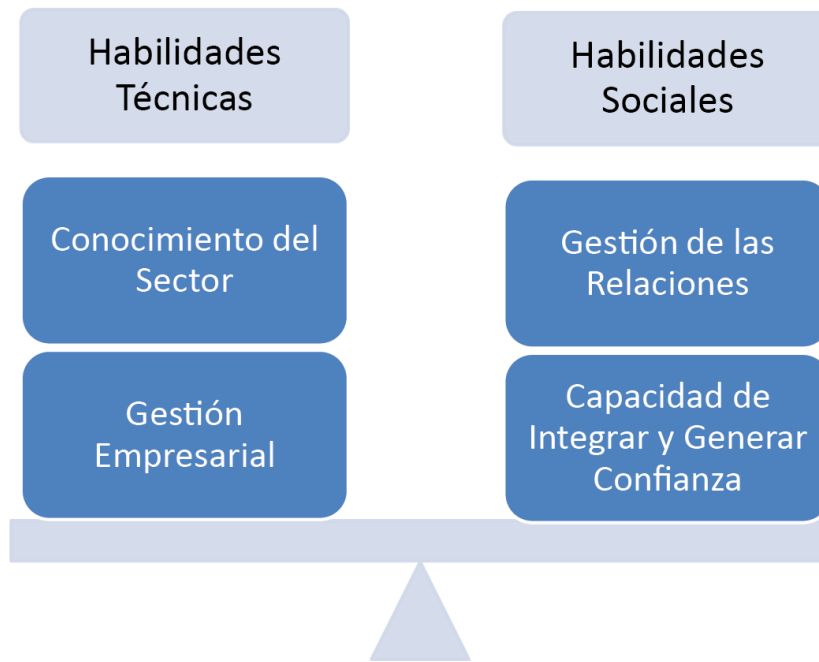 Habilidades
Técnicas
Conocimiento del
Sector
Gestión
Empresarial
Habilidades
Sociales
Gestión de las
Relaciones
Capacidad de
Integrar y Generar
Confianza